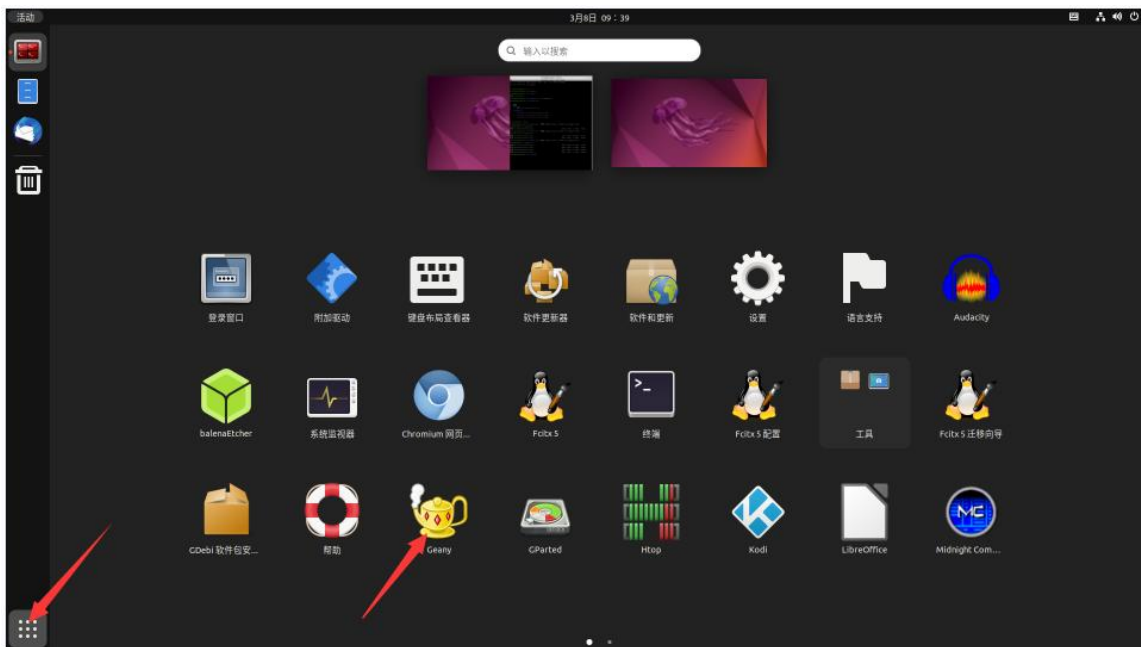 活动
3月8日 09：39
输入以搜索
登录窗口
附加驱动
键盘布局查看器
软件更新器
软件和更新
设置
语言支持
Audacity
balenaEtcher
系统监视器
Chromium 网页...
Fcitx 5
终端
Fcitx 5 配置
工具
Fcitx 5 迁移向导
GDebi 软件包安...
帮助
Geany
GParted
Htop
Kodi
LibreOffice
Midnight Com...